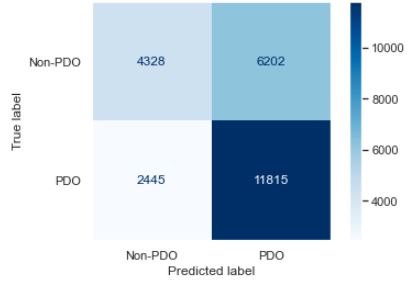 True label
Non-PDO
4328
6202
PDO
2445
11815
Non-PDO
PDO
Predicted label
10000
8000
6000
4000